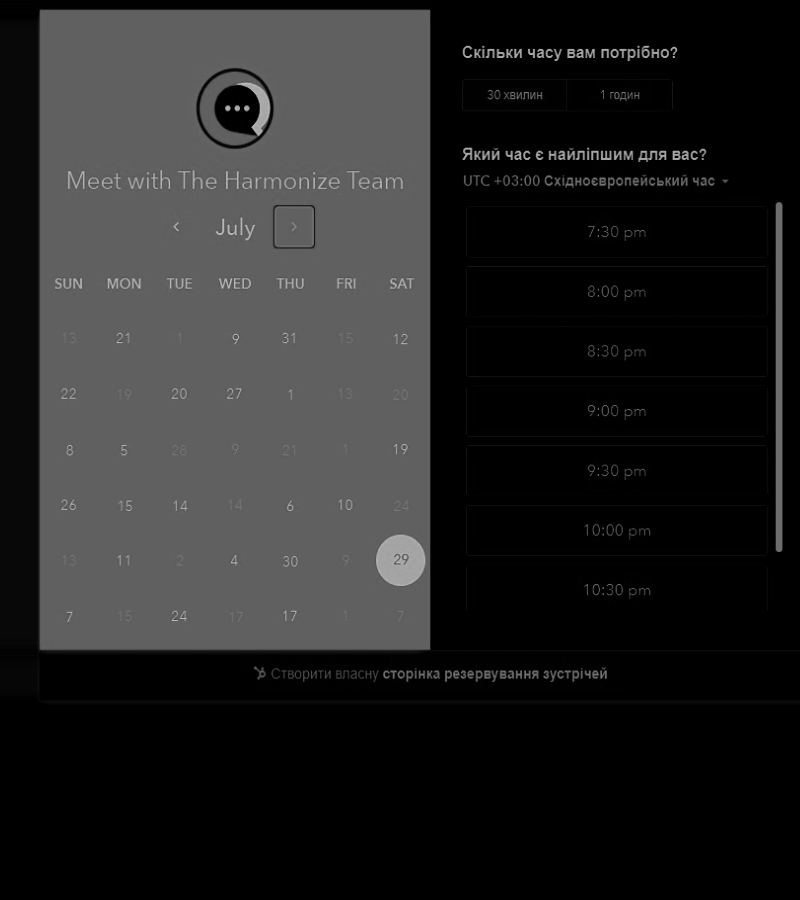 Meet with The Harmonize Team
July
SUN MON TUE WED THU FRI SAT
13 21 1 9 31 15 12
22 19 20 27 1 13 20
8 5 28 9 21 1 19
26 15 14 14 6 10 24
13 11 2 4 30 9 29
7 15 24 17 17 1 7
Скільки часу вам потрібно?
30 хвилин 1 годин
Який час є найліпшим для вас?
UTC +03:00 Східноєвропейський час
7:30 pm
8:00 pm
8:30 pm
9:00 pm
9:30 pm
10:00 pm
10:30 pm
Створити власну сторінка резервування зустрічей